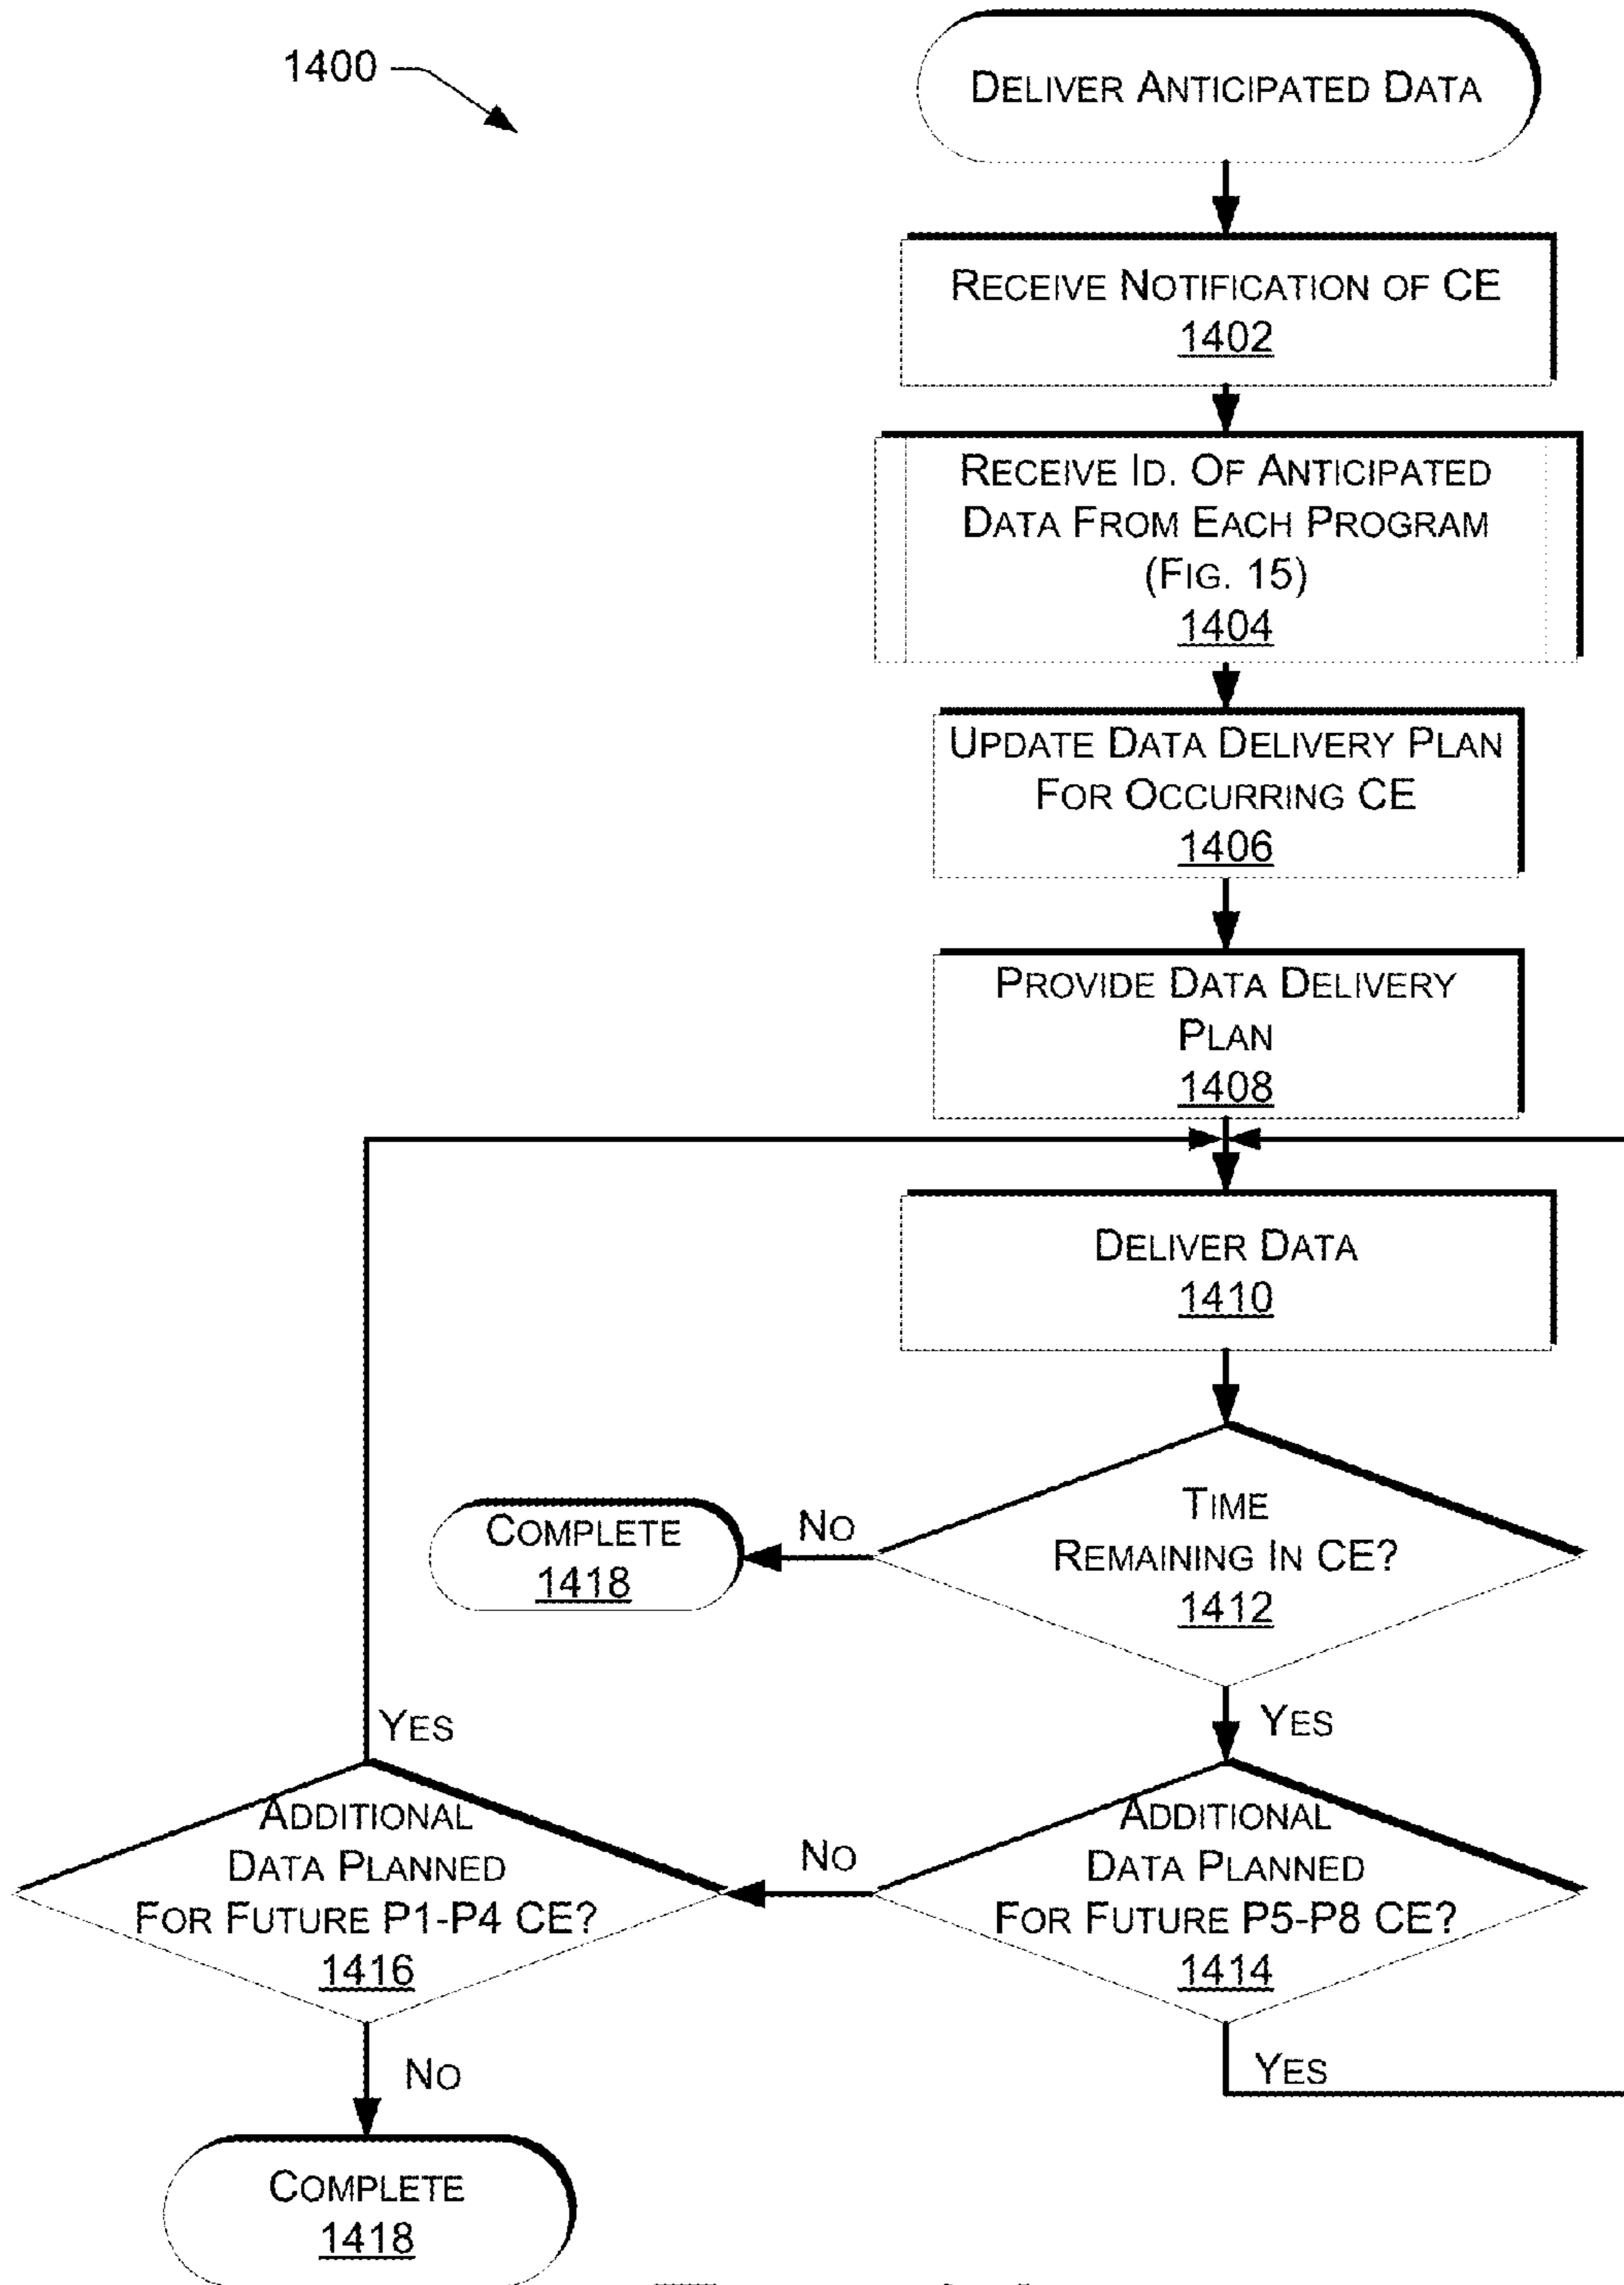 1400
DELIVER ANTICIPATED DATA
RECEIVE NOTIFICATION OF CE
1402
RECEIVE ID. OF ANTICIPATED
DATA FROM EACH PROGRAM
(FIG. 15)
1404
UPDATE DATA DELIVERY PLAN
FOR OCCURRING CE
1406
PROVIDE DATA DELIVERY
PLAN
1408
DELIVER DATA
1410
TIME
REMAINING IN CE?
1412
NO
COMPLETE
1418
YES
ADDITIONAL
DATA PLANNED
FOR FUTURE P5-P8 CE?
1414
YES
NO
ADDITIONAL
DATA PLANNED
FOR FUTURE P1-P4 CE?
1416
YES
NO
COMPLETE
1418